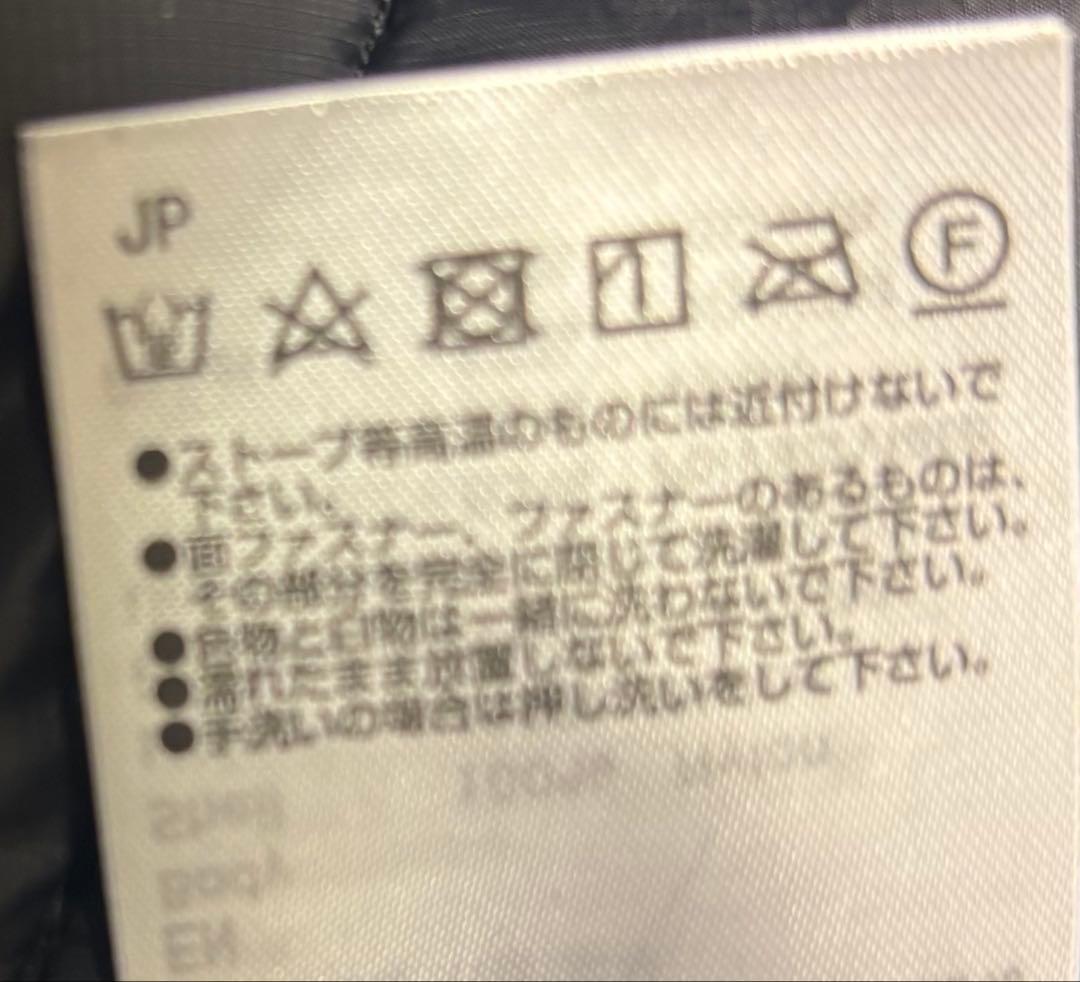 JP
F
●ストーブ等高温のものには近付けないで
下さい。
●面ファスナー、ファスナーのあるものは、
その部分を完全に閉じて洗濯して下さい。
●色物と白物は一緒に洗わないで下さい。
●濡れたまま放置しないで下さい。
●手洗いの場合は押し洗いをして下さい。